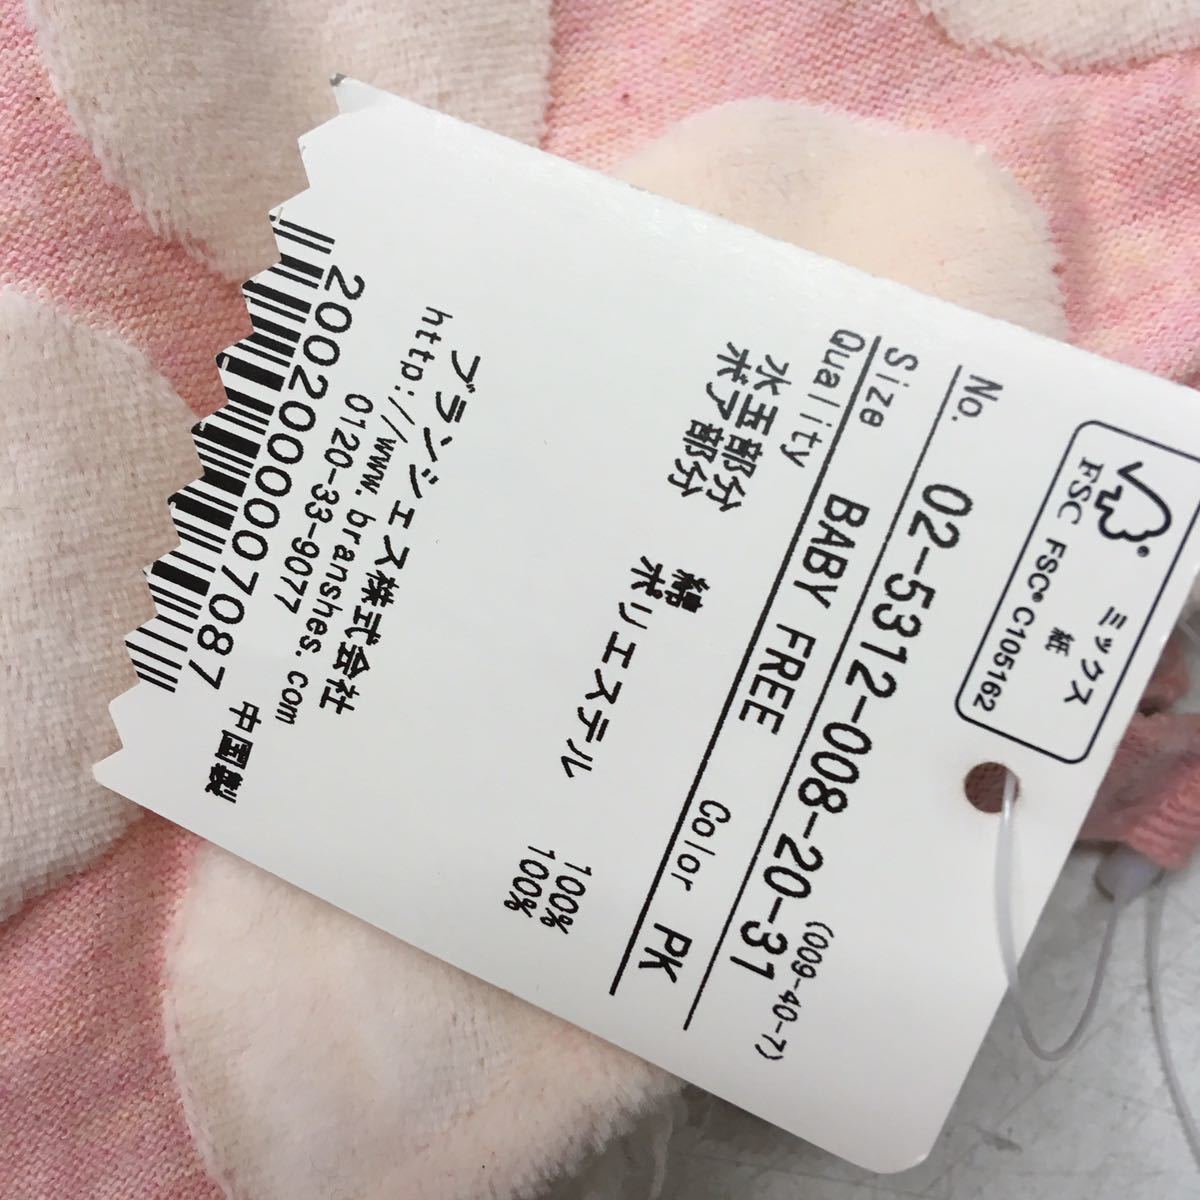 ミックス
紙
FSC® C105162
FSC
No. 02-5312-008-20-31
(009-40-7)
Size BABY FREE Color PK
Quality
水玉部分 綿 100%
ボア部分 ポリエステル 100%
ブランシェス株式会社
http://www.branshes.com
0120-33-9077
2002000007087
中国製